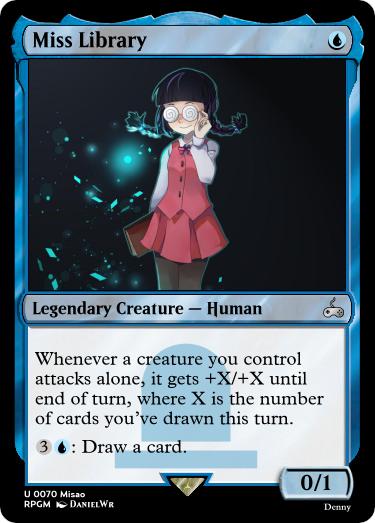 Miss Library
Legendary Creature — Human
Whenever a creature you control
attacks alone, it gets +X/+X until
end of turn, where X is the number
of cards you've drawn this turn.
3 : Draw a card.
0/1
U 0070 Misao
RPGM DanielWr
Denny